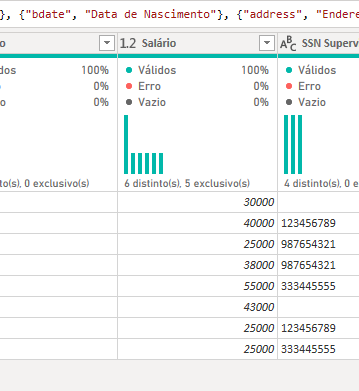 }, {"bdate", "Data de Nascimento"}, {"address", "Endere
o 1.2 Salário ABC SSN Superv
lidos 100% Válidos 100% Válidos
o 0% Erro 0% Erro
zio 0% Vazio 0% Vazio
to(s), 0 exclusivo(s) 6 distinto(s), 5 exclusivo(s) 4 distinto(s), 0 e
30000
40000 123456789
25000 987654321
38000 987654321
55000 333445555
43000
25000 123456789
25000 333445555